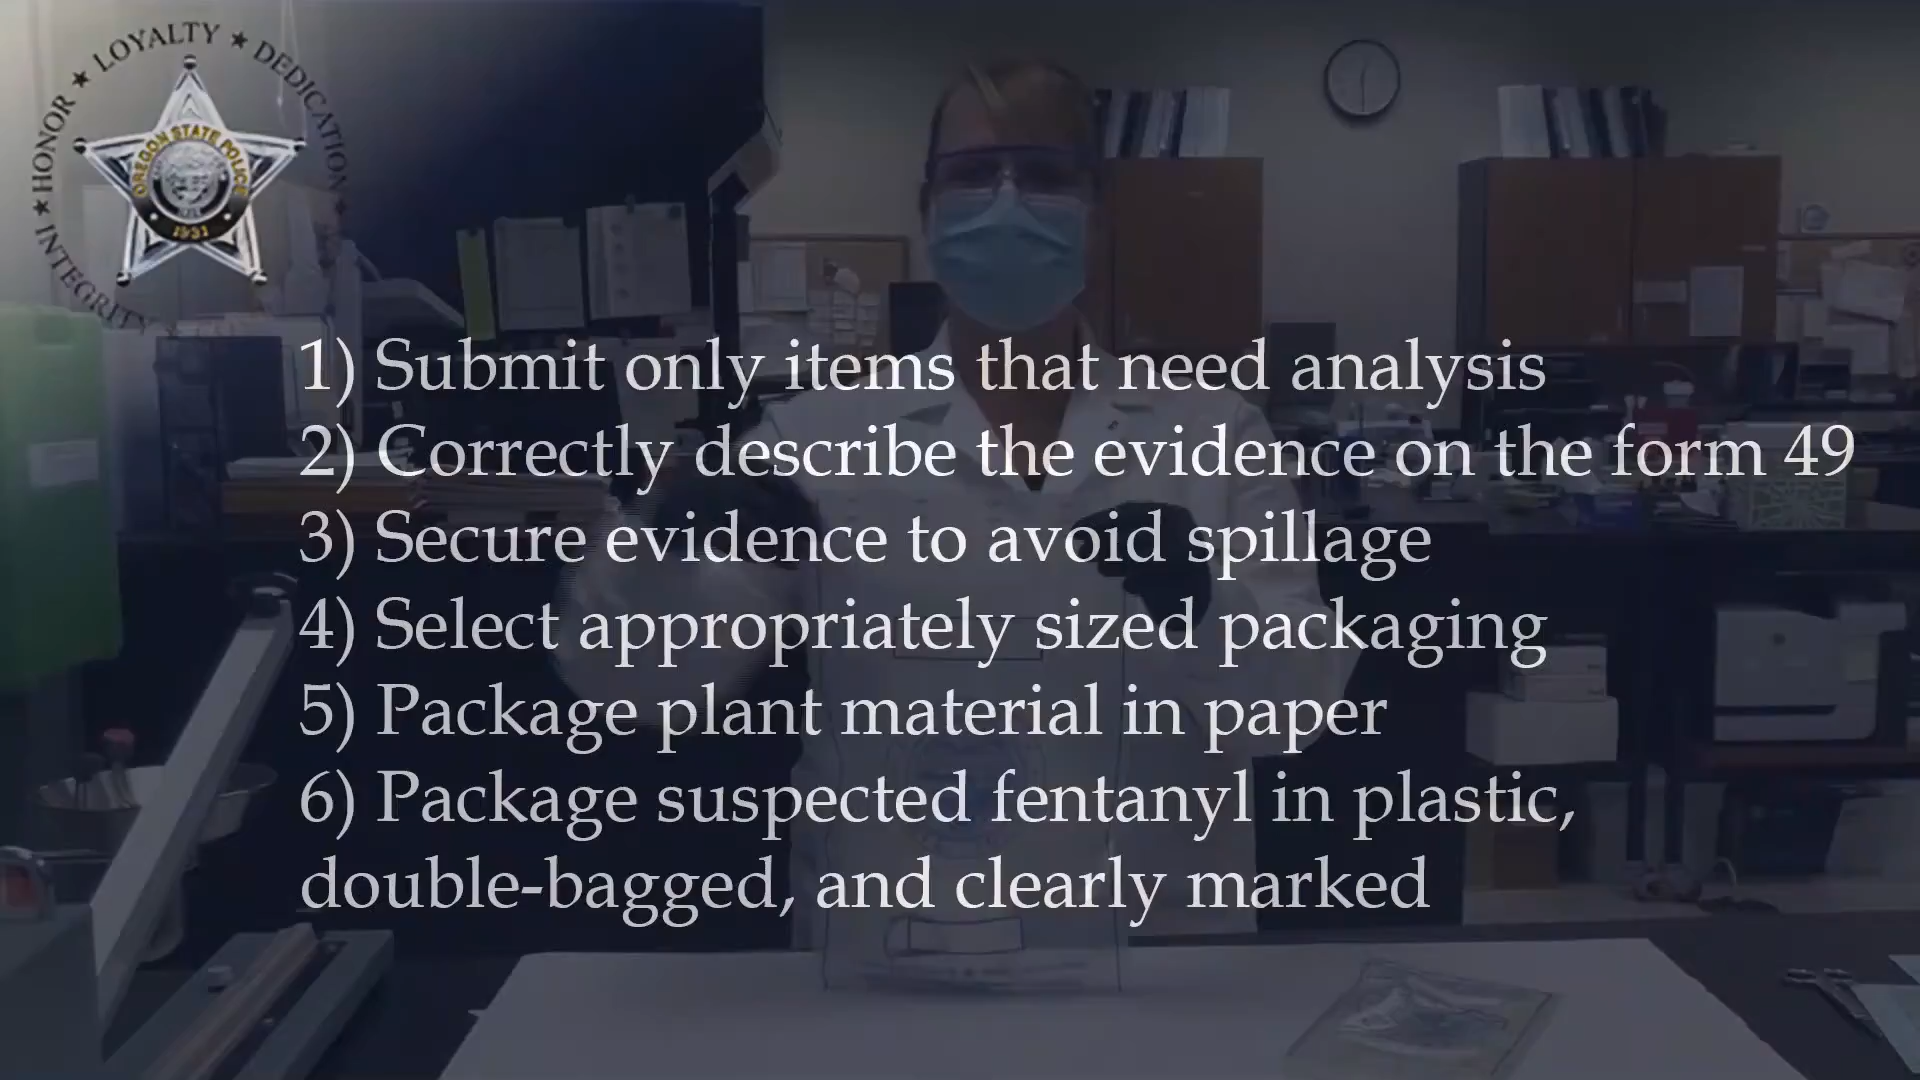 ★ HONOR ★ LOYALTY ★ DEDICATION ★ INTEGRITY
OREGON STATE POLICE
1931
1) Submit only items that need analysis
2) Correctly describe the evidence on the form 49
3) Secure evidence to avoid spillage
4) Select appropriately sized packaging
5) Package plant material in paper
6) Package suspected fentanyl in plastic,
double-bagged, and clearly marked